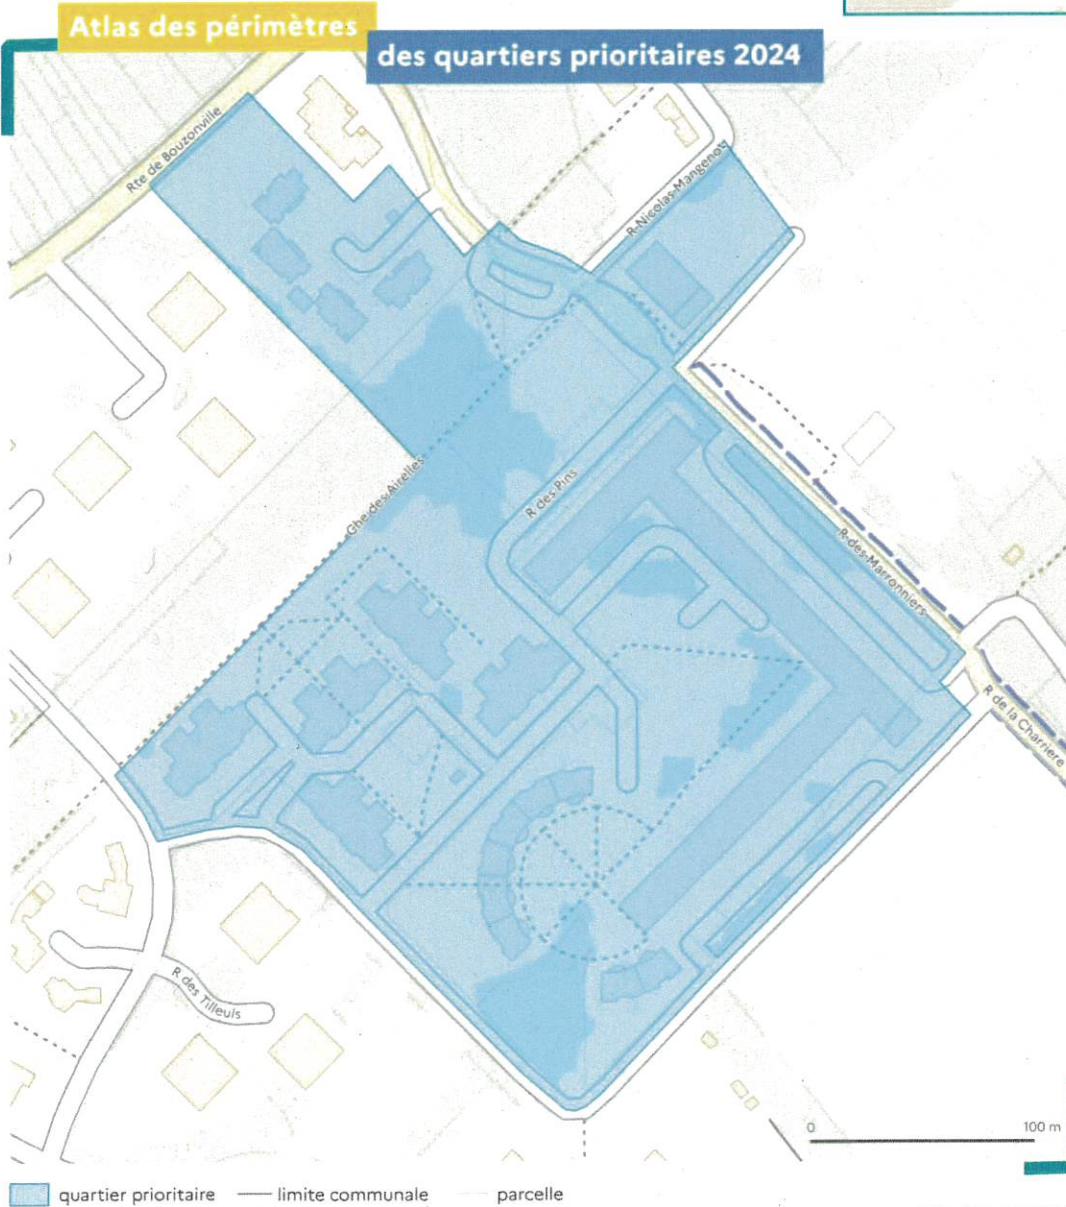 Atlas des périmètres
des quartiers prioritaires 2024
Rte de Bouzonville
R Nicolas Mangenot
Che des Airelles
R des Pins
R des Marronniers
R de la Charrière
R des Tilleuls
0 100 m
quartier prioritaire limite communale parcelle